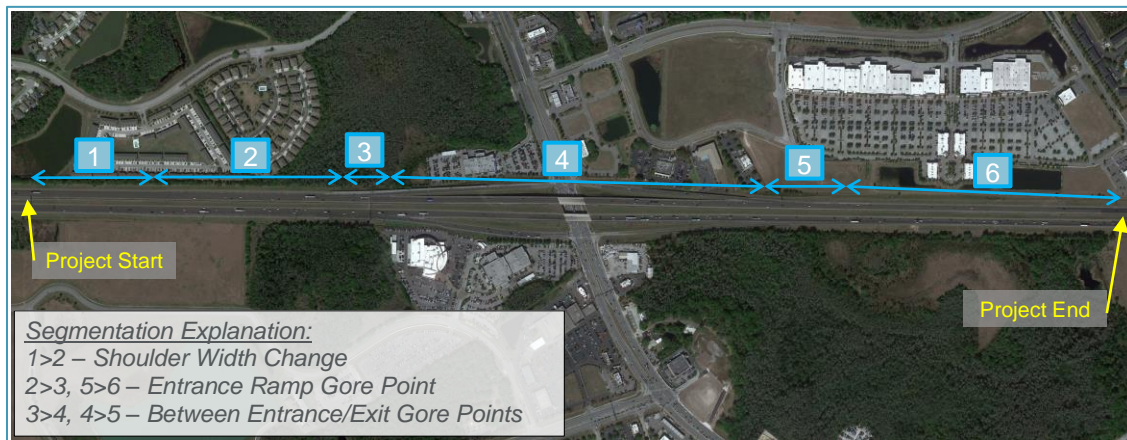 1
2
3
4
5
6
Project Start
Project End
Segmentation Explanation:
1>2 – Shoulder Width Change
2>3, 5>6 – Entrance Ramp Gore Point
3>4, 4>5 – Between Entrance/Exit Gore Points